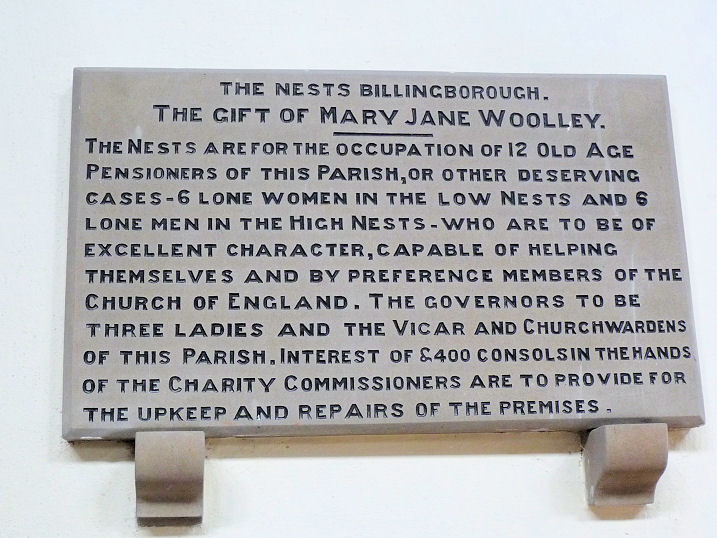 THE NESTS BILLINGBOROUGH.
THE GIFT OF MARY JANE WOOLLEY.
THE NESTS ARE FOR THE OCCUPATION OF 12 OLD AGE
PENSIONERS OF THIS PARISH, OR OTHER DESERVING
CASES - 6 LONE WOMEN IN THE LOW NESTS AND 6
LONE MEN IN THE HIGH NESTS - WHO ARE TO BE OF
EXCELLENT CHARACTER, CAPABLE OF HELPING
THEMSELVES AND BY PREFERENCE MEMBERS OF THE
CHURCH OF ENGLAND. THE GOVERNORS TO BE
THREE LADIES AND THE VICAR AND CHURCHWARDENS
OF THIS PARISH. INTEREST OF £400 CONSOLS IN THE HANDS
OF THE CHARITY COMMISSIONERS ARE TO PROVIDE FOR
THE UPKEEP AND REPAIRS OF THE PREMISES.